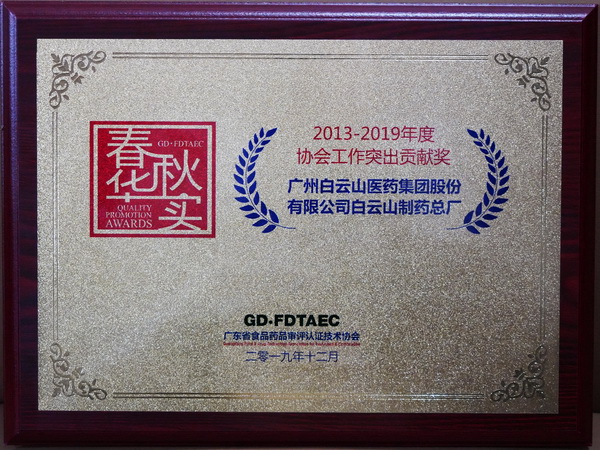 春华秋实
GD·FDTAEC
QUALITY
PROMOTION
AWARDS
2013-2019年度
协会工作突出贡献奖
广州白云山医药集团股份
有限公司白云山制药总厂
GD·FDTAEC
广东省食品药品审评认证技术协会
二零一九年十二月